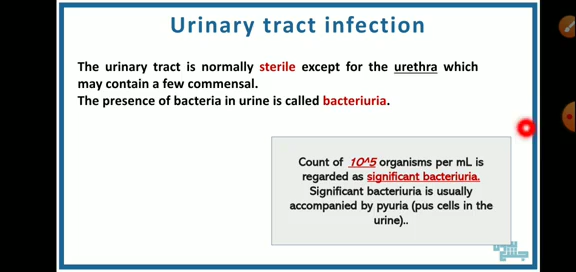 Urinary tract infection
The urinary tract is normally sterile except for the urethra which
may contain a few commensal.
The presence of bacteria in urine is called bacteriuria.
Count of 10^5 organisms per mL is
regarded as significant bacteriuria.
Significant bacteriuria is usually
accompanied by pyuria (pus cells in the
urine)..